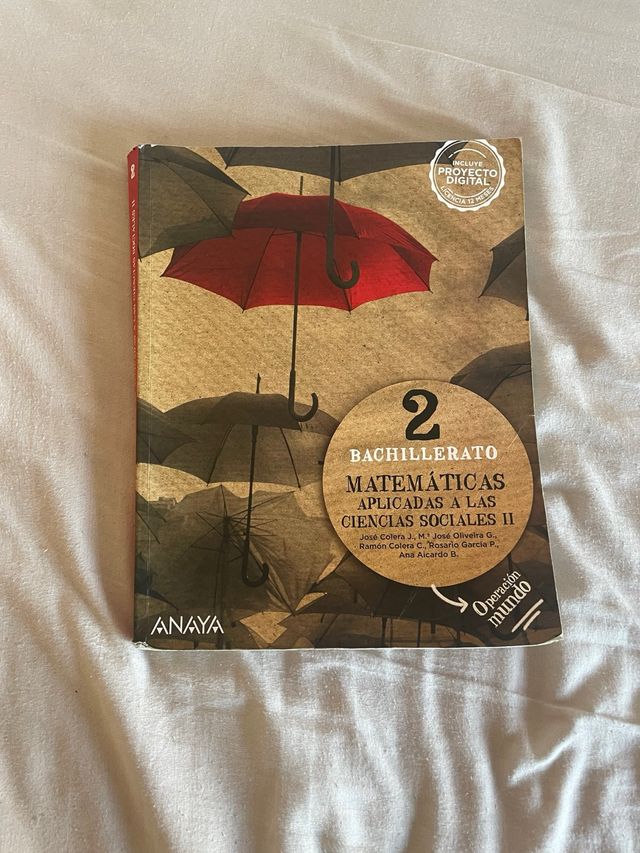 INCLUYE
PROYECTO
DIGITAL
LICENCIA 12 MESES
2
BACHILLERATO
MATEMÁTICAS
APLICADAS A LAS
CIENCIAS SOCIALES II
José Colera J., M.ª José Oliveira G.,
Ramón Colera C., Rosario García P.,
Ana Aicardo B.
Operación
mundo
ANAYA